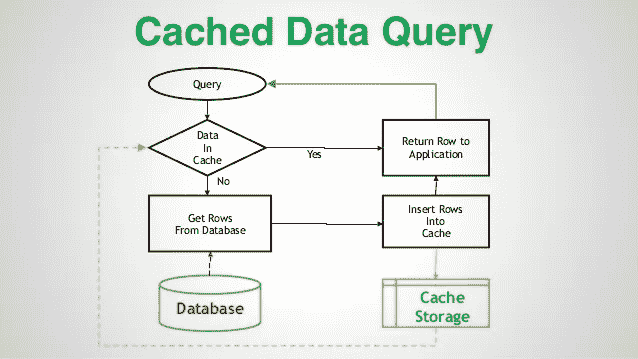 Cached Data Query
Query
Data
In
Cache
Yes
Return Row to
Application
No
Get Rows
From Database
Insert Rows
Into
Cache
Database
Cache
Storage